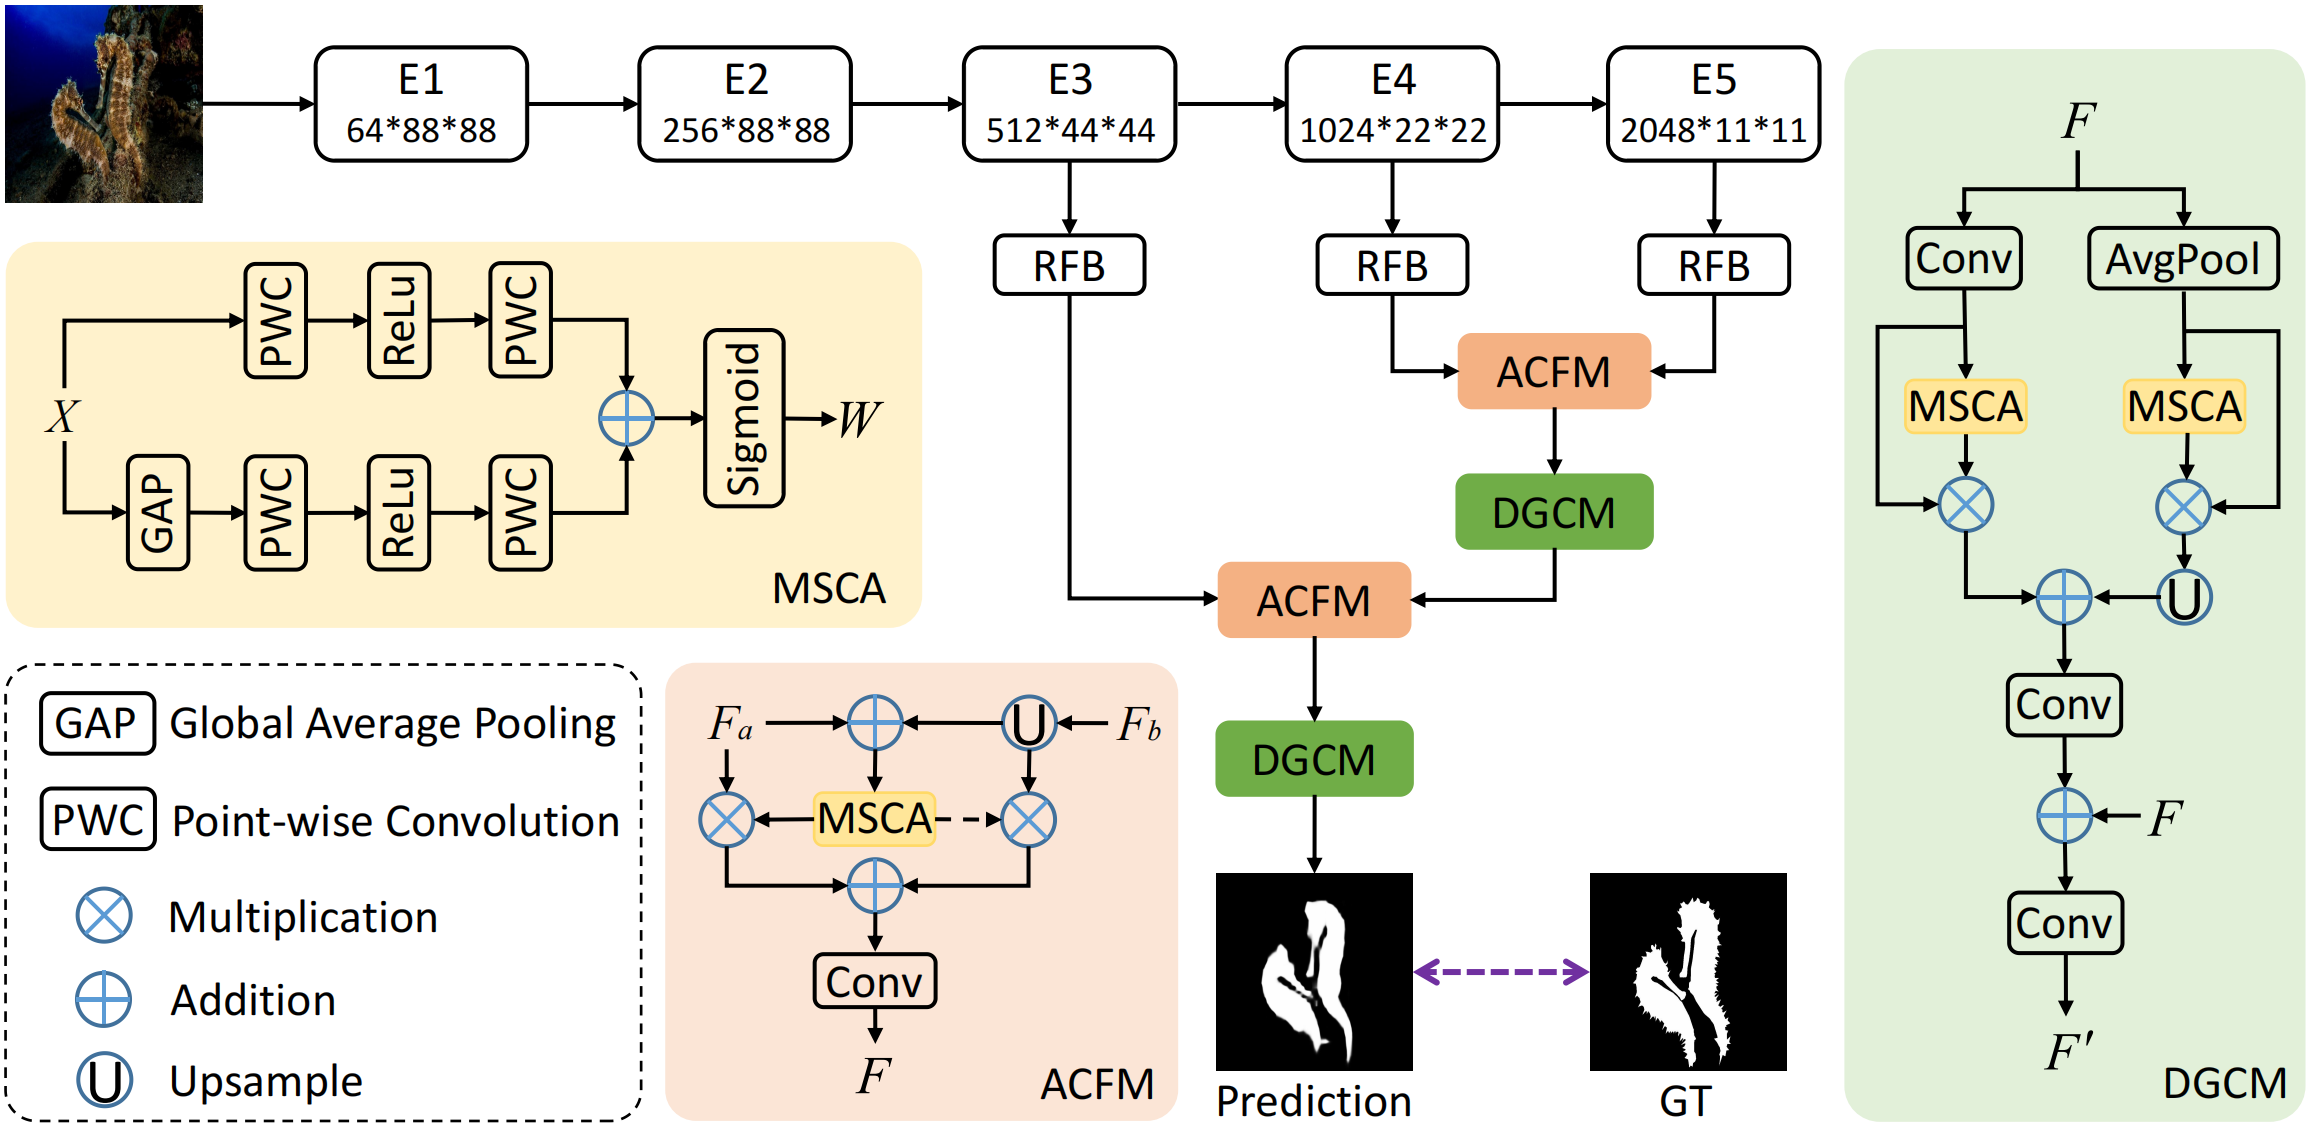 E1
64*88*88
E2
256*88*88
E3
512*44*44
E4
1024*22*22
E5
2048*11*11
RFB
RFB
RFB
ACFM
DGCM
ACFM
DGCM
Prediction
GT
X
PWC
ReLu
PWC
GAP
PWC
ReLu
PWC
Sigmoid
W
MSCA
GAP Global Average Pooling
PWC Point-wise Convolution
Multiplication
Addition
U Upsample
Fa
U
Fb
MSCA
Conv
F
ACFM
F
Conv
AvgPool
MSCA
MSCA
U
Conv
F
Conv
F'
DGCM